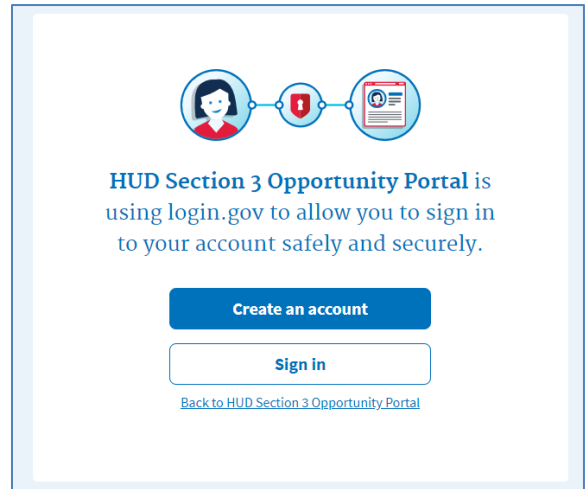 HUD Section 3 Opportunity Portal is
using login.gov to allow you to sign in
to your account safely and securely.
Create an account
Sign in
Back to HUD Section 3 Opportunity Portal